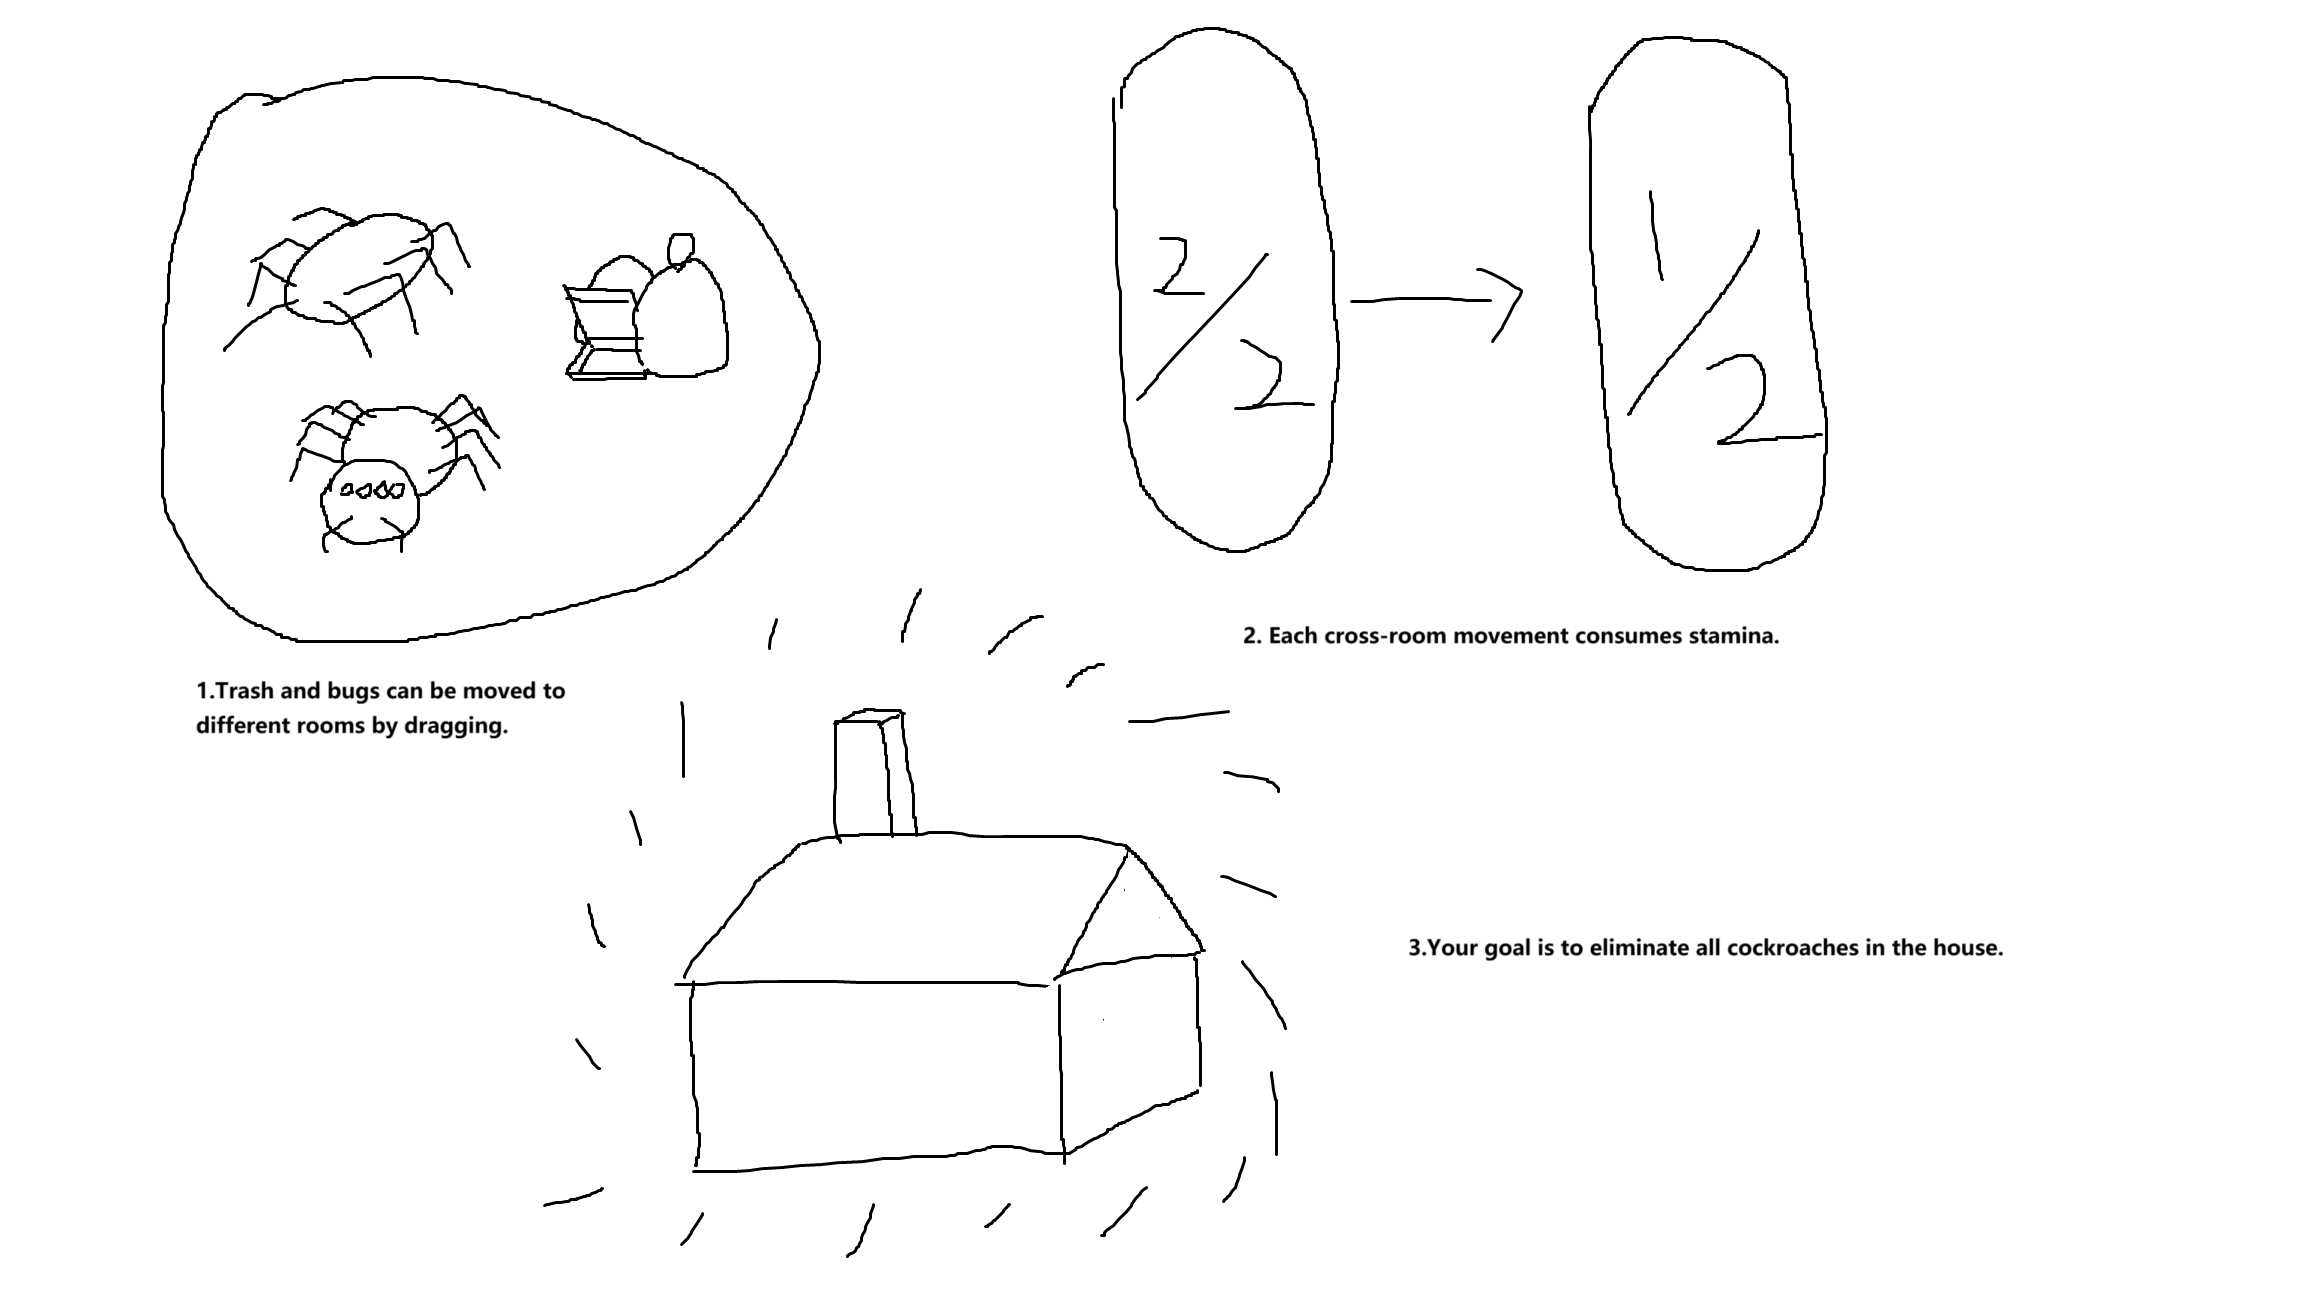 2/2
1/2
2. Each cross-room movement consumes stamina.
1.Trash and bugs can be moved to
different rooms by dragging.
3.Your goal is to eliminate all cockroaches in the house.